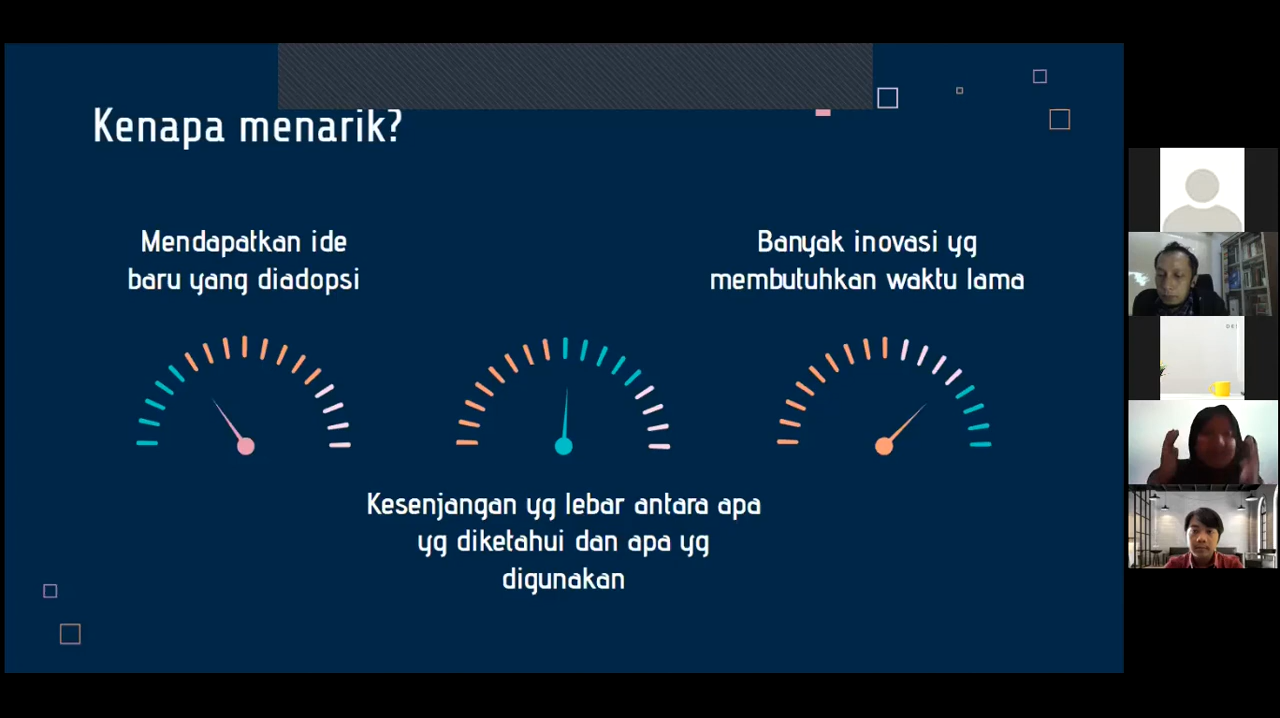 Kenapa menarik?
Mendapatkan ide
baru yang diadopsi
Banyak inovasi yg
membutuhkan waktu lama
Kesenjangan yg lebar antara apa
yg diketahui dan apa yg
digunakan